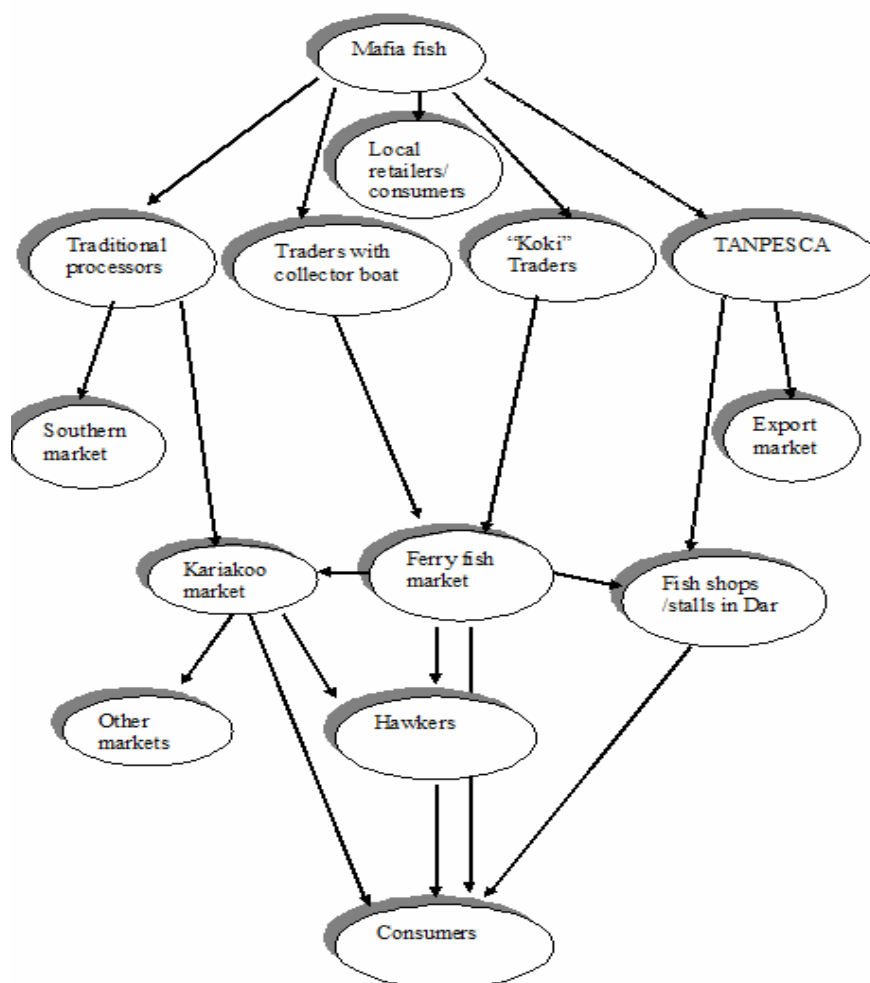 Mafia fish
Local
retailers/
consumers
Traditional
processors
Traders with
collector boat
“Koki”
Traders
TANPESCA
Southern
market
Export
market
Kariakoo
market
Ferry fish
market
Fish shops
/stalls in Dar
Other
markets
Hawkers
Consumers